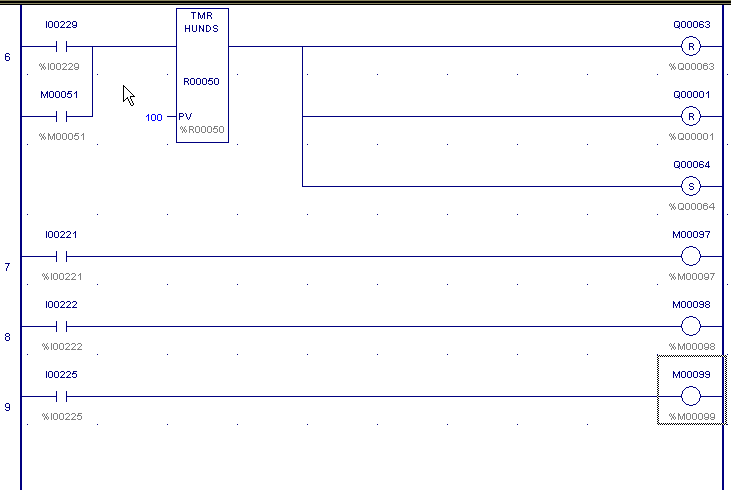 TMR
I00229 HUNDS Q00063
6 R
%I00229 R00050 %Q00063
M00051 Q00001
100 PV R
%M00051 %R00050 %Q00001
Q00064
S
%Q00064
I00221 M00097
7
%I00221 %M00097
I00222 M00098
8
%I00222 %M00098
I00225 M00099
9
%I00225 %M00099